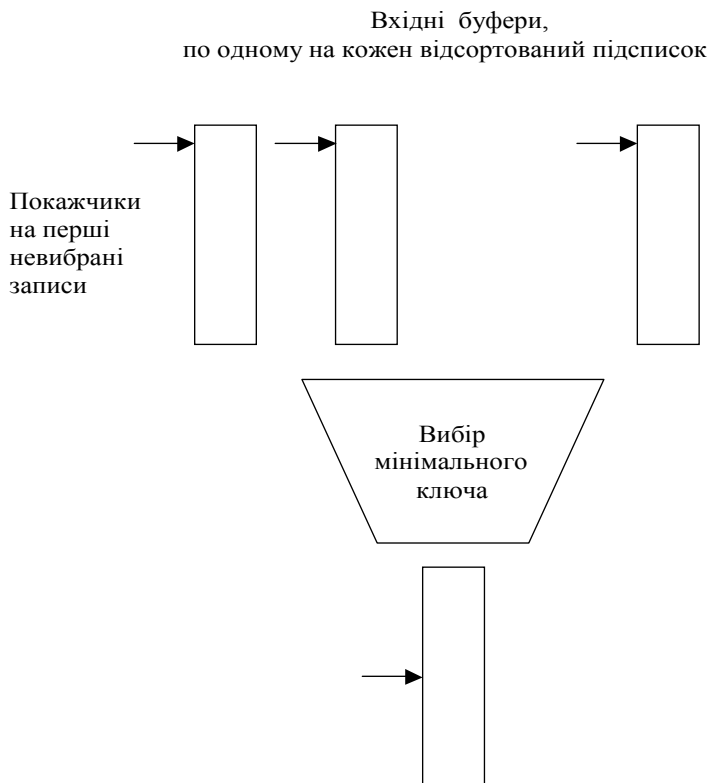 Вхідні буфери,
по одному на кожен відсортований підсписок
Покажчики
на перші
невибрані
записи
Вибір
мінімального
ключа